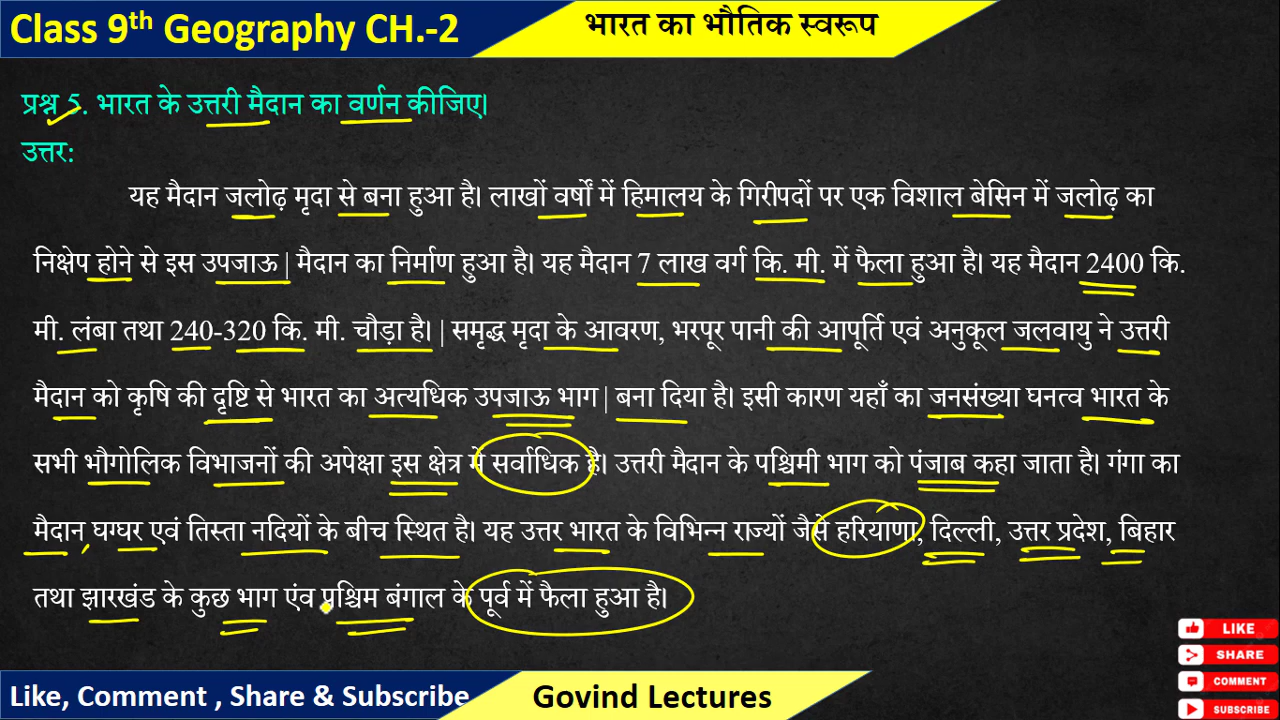 Class 9th Geography CH.-2
भारत का भौतिक स्वरूप
प्रश्न 5. भारत के उत्तरी मैदान का वर्णन कीजिए।
उत्तर:
यह मैदान जलोढ़ मृदा से बना हुआ है। लाखों वर्षों में हिमालय के गिरीपदों पर एक विशाल बेसिन में जलोढ़ का
निक्षेप होने से इस उपजाऊ | मैदान का निर्माण हुआ है। यह मैदान 7 लाख वर्ग कि. मी. में फैला हुआ है। यह मैदान 2400 कि.
मी. लंबा तथा 240-320 कि. मी. चौड़ा है। | समृद्ध मृदा के आवरण, भरपूर पानी की आपूर्ति एवं अनुकूल जलवायु ने उत्तरी
मैदान को कृषि की दृष्टि से भारत का अत्यधिक उपजाऊ भाग | बना दिया है। इसी कारण यहाँ का जनसंख्या घनत्व भारत के
सभी भौगोलिक विभाजनों की अपेक्षा इस क्षेत्र में सर्वाधिक है। उत्तरी मैदान के पश्चिमी भाग को पंजाब कहा जाता है। गंगा का
मैदान, घग्घर एवं तिस्ता नदियों के बीच स्थित है। यह उत्तर भारत के विभिन्न राज्यों जैसे हरियाणा, दिल्ली, उत्तर प्रदेश, बिहार
तथा झारखंड के कुछ भाग एंव पश्चिम बंगाल के पूर्व में फैला हुआ है।
LIKE
SHARE
COMMENT
SUBSCRIBE
Like, Comment , Share & Subscribe
Govind Lectures